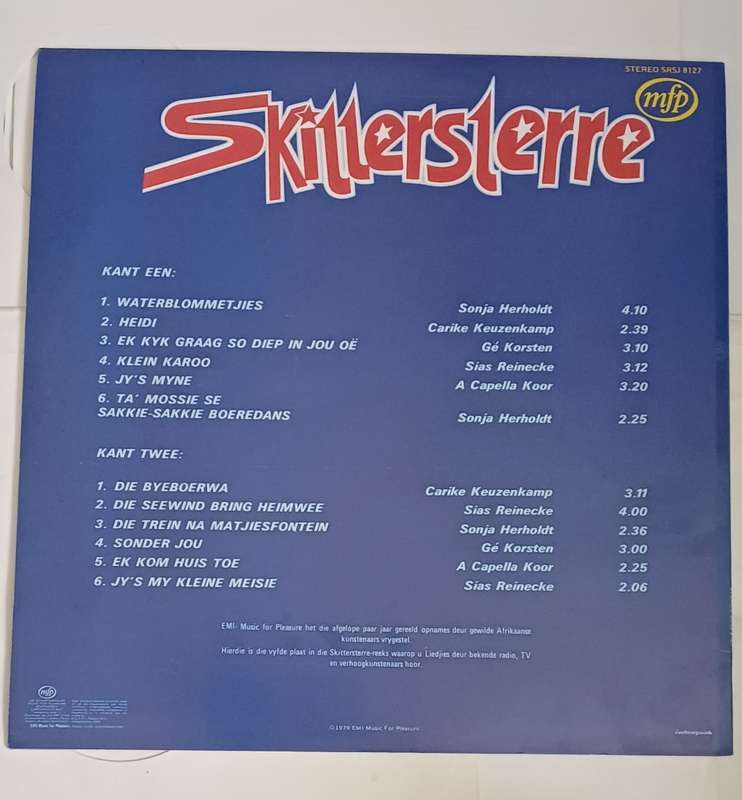 STEREO SRSJ 8127
mfp
Skittersterre
KANT EEN:
1. WATERBLOMMETJIES Sonja Herholdt 4.10
2. HEIDI Carike Keuzenkamp 2.39
3. EK KYK GRAAG SO DIEP IN JOU OË Gé Korsten 3.10
4. KLEIN KAROO Sias Reinecke 3.12
5. JY'S MYNE A Capella Koor 3.20
6. TA' MOSSIE SE
SAKKIE-SAKKIE BOEREDANS Sonja Herholdt 2.25
KANT TWEE:
1. DIE BYEBOERWA Carike Keuzenkamp 3.11
2. DIE SEEWIND BRING HEIMWEE Sias Reinecke 4.00
3. DIE TREIN NA MATJIESFONTEIN Sonja Herholdt 2.36
4. SONDER JOU Gé Korsten 3.00
5. EK KOM HUIS TOE A Capella Koor 2.25
6. JY'S MY KLEINE MEISIE Sias Reinecke 2.06
EMI- Music for Pleasure het die afgelope paar jaar gereeld opnames deur gewilde Afrikaanse
kunstenaars vrygestel.
Hierdie is die vyfde plaat in die Skittersterre-reeks waarop u Liedjies deur bekende radio, TV
en verhoogkunstenaars hoor.
mfp
EMI Music for Pleasure
© 1979 EMI Music For Pleasure